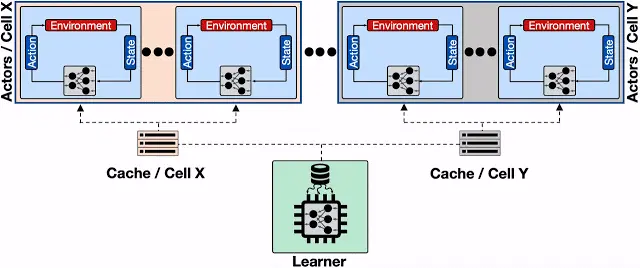 Actors / Cell X
Environment
Action
State
Environment
Action
State
Environment
Action
State
Environment
Action
State
Actors / Cell Y
Cache / Cell X
Cache / Cell Y
Learner